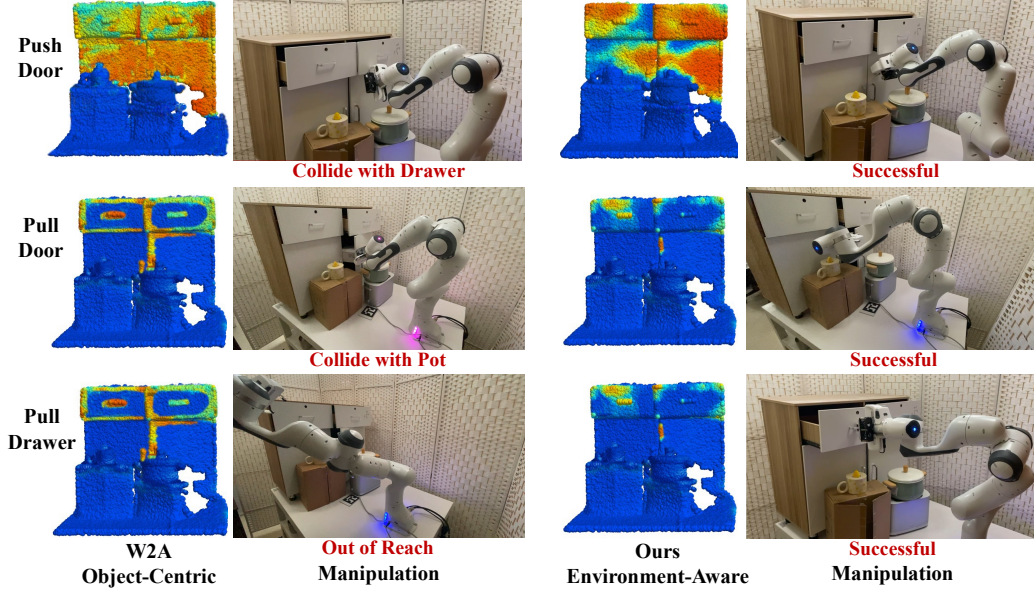 Push
Door
Collide with Drawer
Successful
Pull
Door
Collide with Pot
Successful
Pull
Drawer
Out of Reach
Successful
W2A
Object-Centric
Manipulation
Ours
Environment-Aware
Manipulation